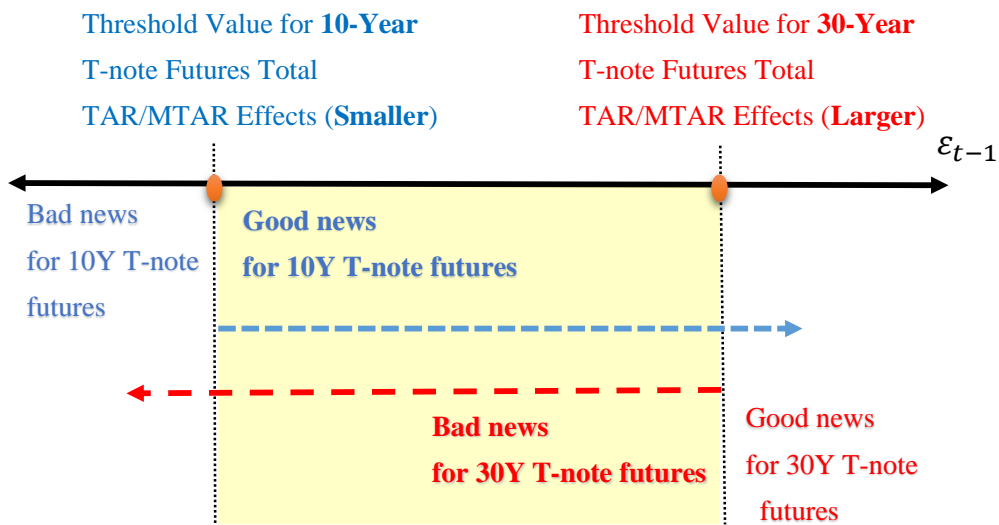 Threshold Value for 10-Year
T-note Futures Total
TAR/MTAR Effects (Smaller)
Threshold Value for 30-Year
T-note Futures Total
TAR/MTAR Effects (Larger)
ε_{t−1}
Bad news
for 10Y T-note
futures
Good news
for 10Y T-note futures
Bad news
for 30Y T-note futures
Good news
for 30Y T-note
futures